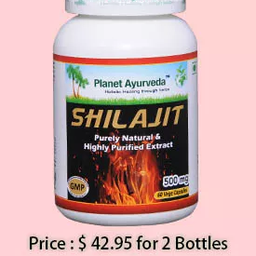 Planet Ayurveda™
Holistic Healing through herbs
SHILAJIT
Purely Natural &
Highly Purified Extract
GMP
500 mg
60 Vege Capsules
Price : $ 42.95 for 2 Bottles